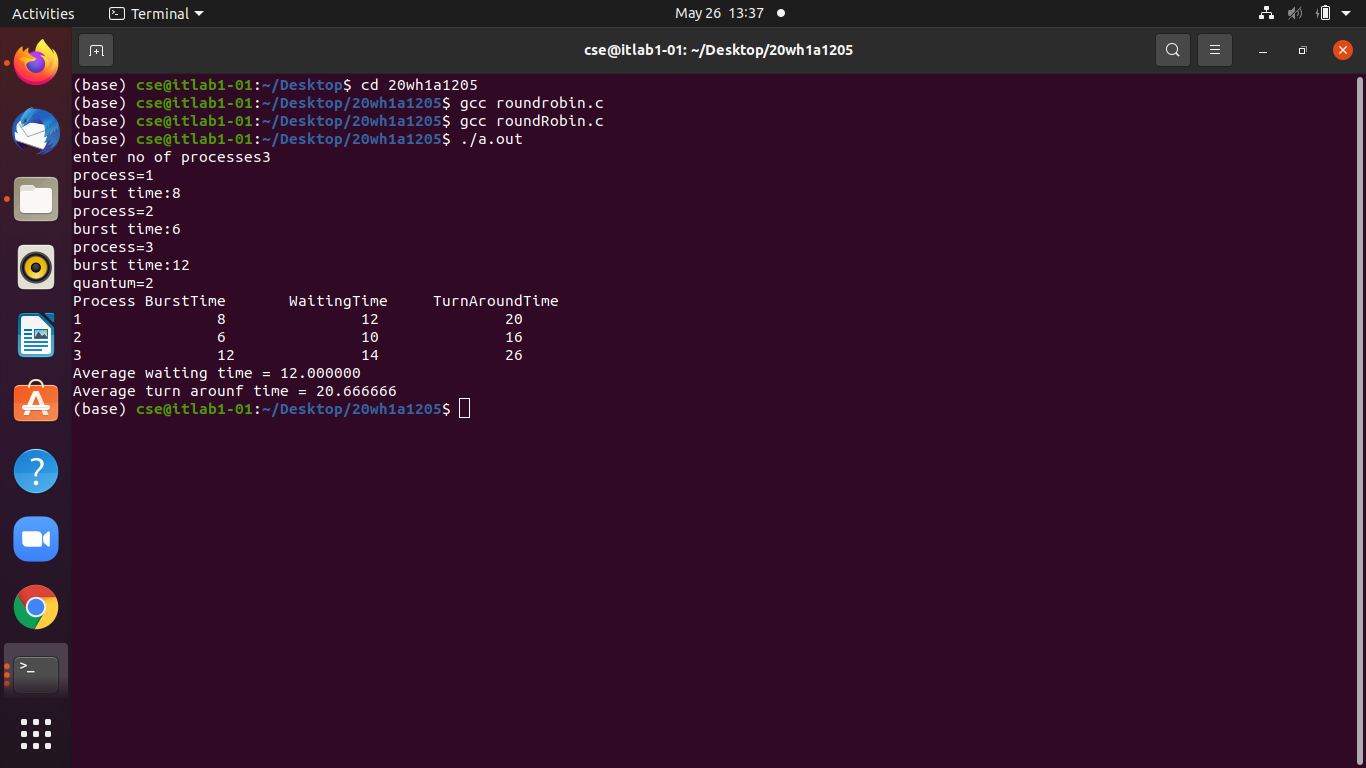 Activities Terminal May 26 13:37
cse@itlab1-01: ~/Desktop/20wh1a1205
(base) cse@itlab1-01:~/Desktop$ cd 20wh1a1205
(base) cse@itlab1-01:~/Desktop/20wh1a1205$ gcc roundrobin.c
(base) cse@itlab1-01:~/Desktop/20wh1a1205$ gcc roundRobin.c
(base) cse@itlab1-01:~/Desktop/20wh1a1205$ ./a.out
enter no of processes3
process=1
burst time:8
process=2
burst time:6
process=3
burst time:12
quantum=2
Process BurstTime       WaitingTime     TurnAroundTime
1               8               12              20
2               6               10              16
3               12              14              26
Average waiting time = 12.000000
Average turn arounf time = 20.666666
(base) cse@itlab1-01:~/Desktop/20wh1a1205$